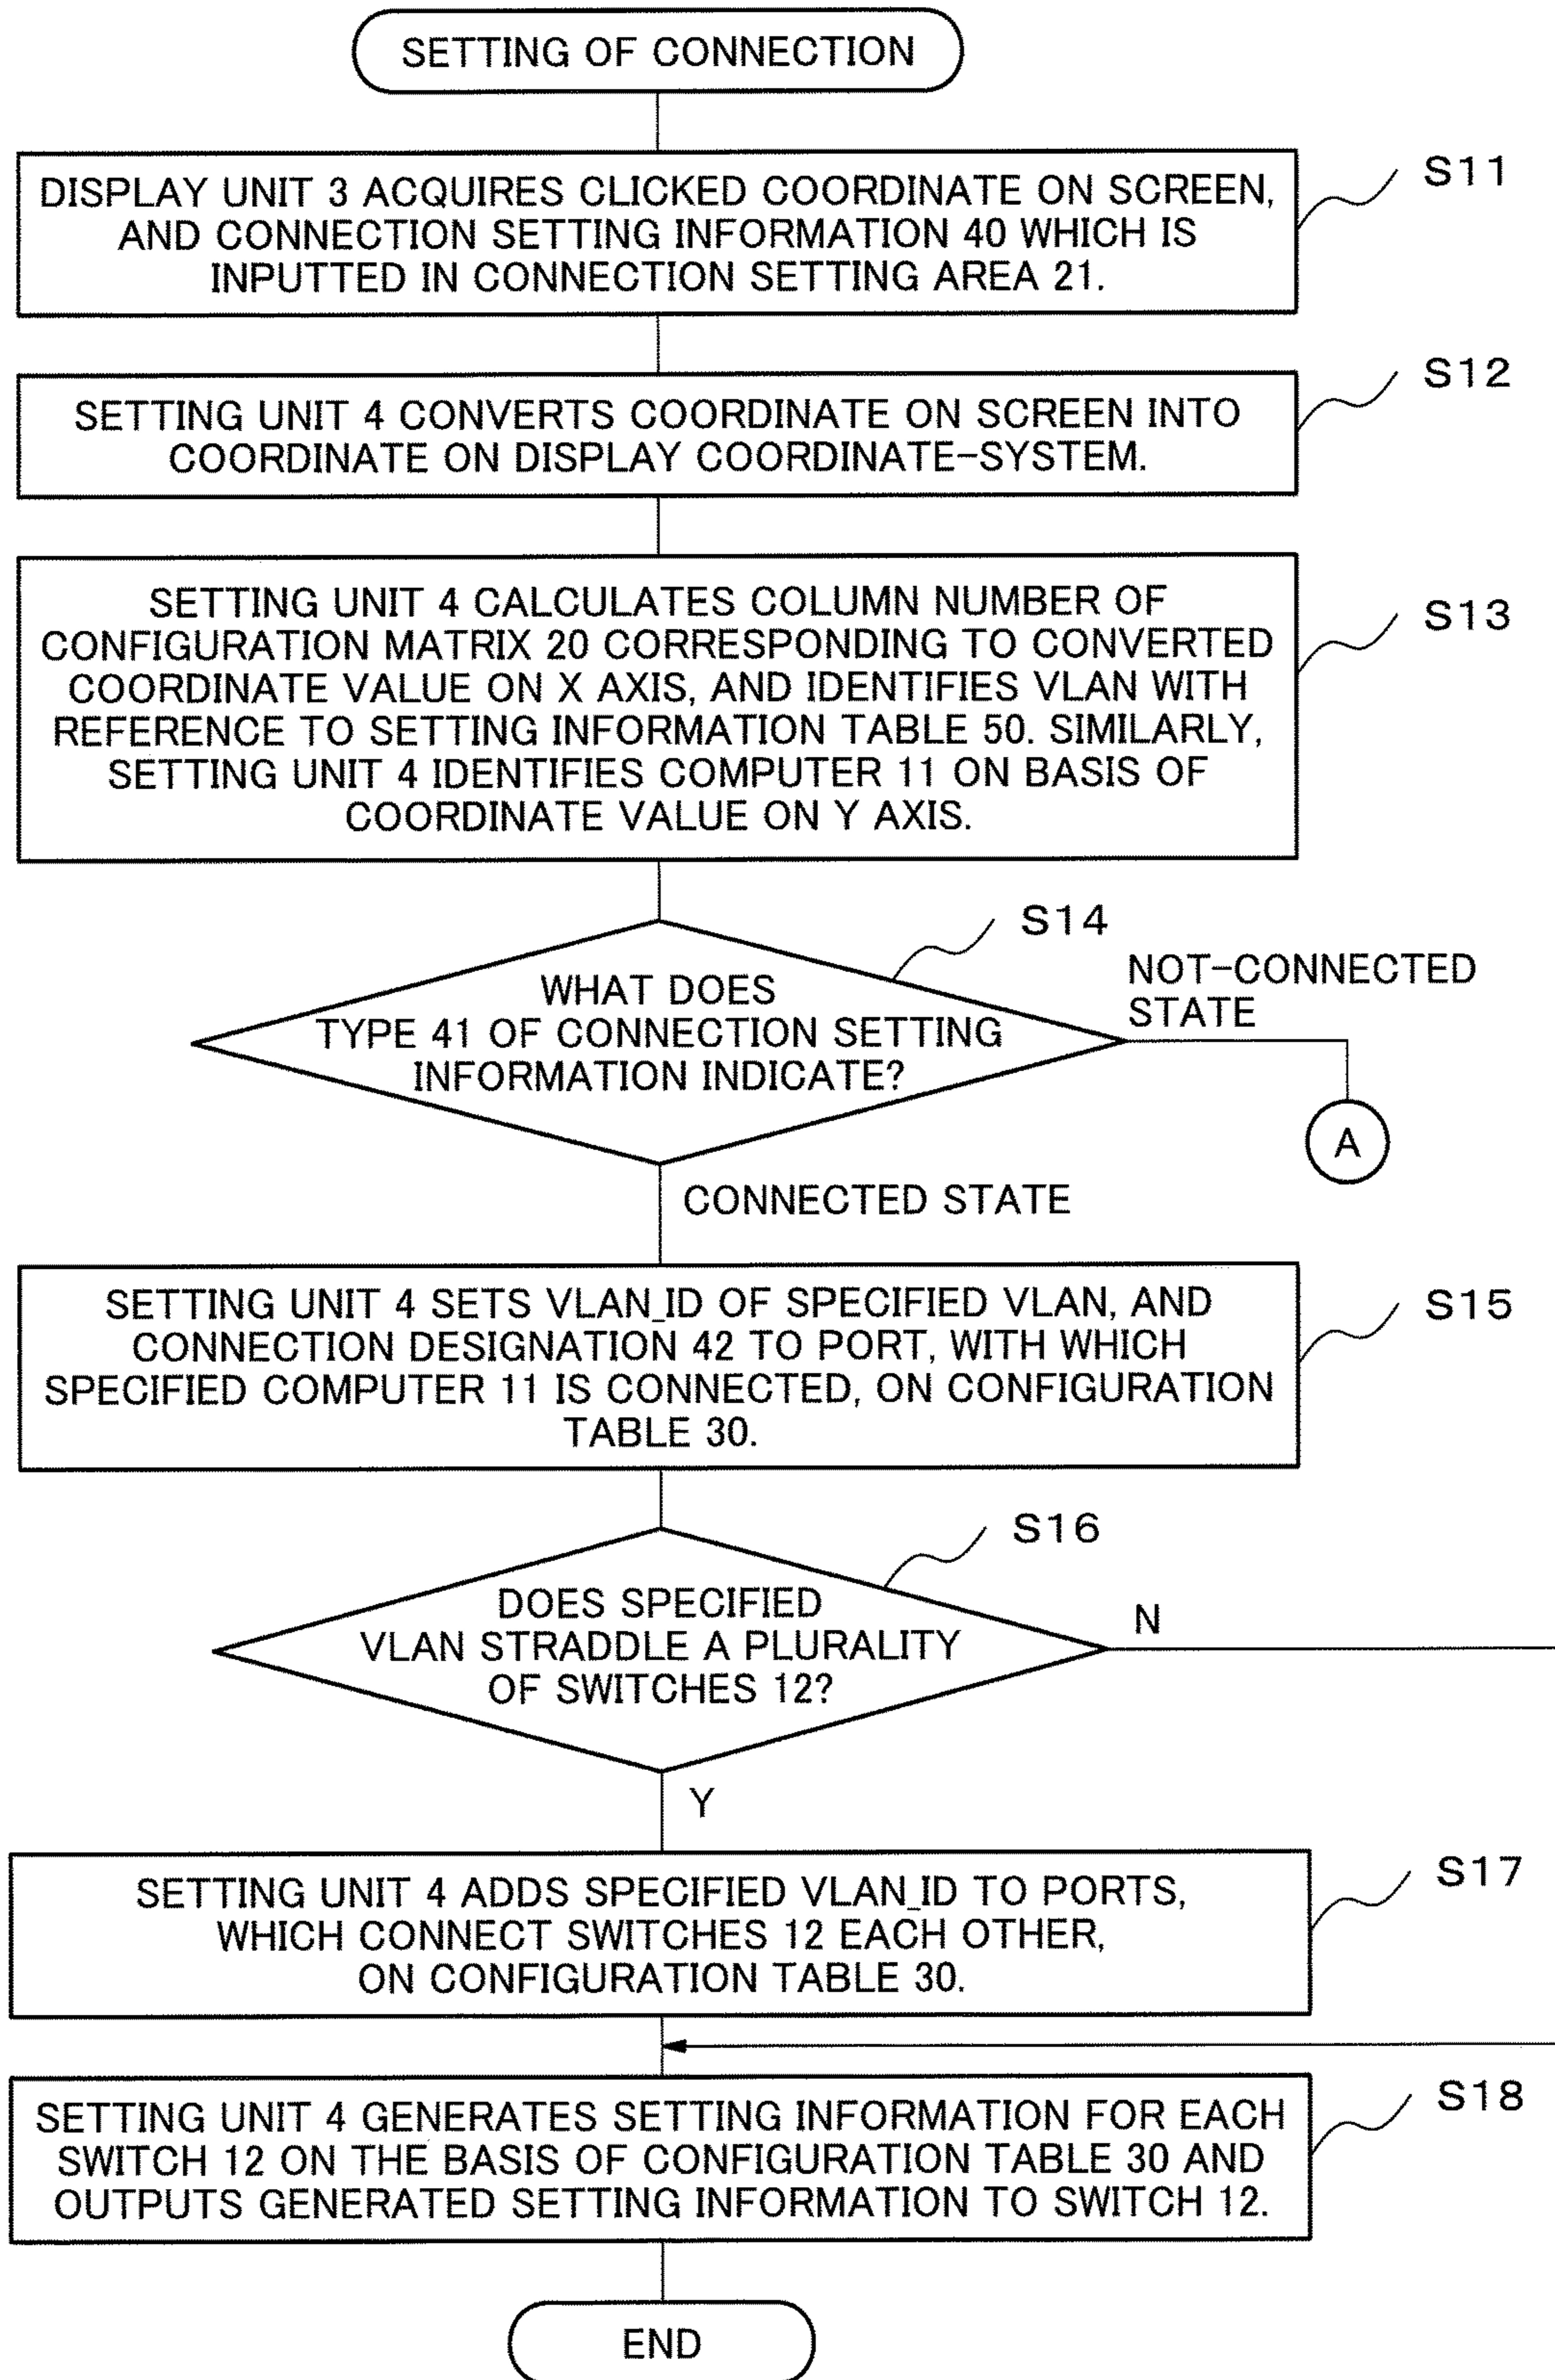 SETTING OF CONNECTION
DISPLAY UNIT 3 ACQUIRES CLICKED COORDINATE ON SCREEN,
AND CONNECTION SETTING INFORMATION 40 WHICH IS
INPUTTED IN CONNECTION SETTING AREA 21.
S11
SETTING UNIT 4 CONVERTS COORDINATE ON SCREEN INTO
COORDINATE ON DISPLAY COORDINATE-SYSTEM.
S12
SETTING UNIT 4 CALCULATES COLUMN NUMBER OF
CONFIGURATION MATRIX 20 CORRESPONDING TO CONVERTED
COORDINATE VALUE ON X AXIS, AND IDENTIFIES VLAN WITH
REFERENCE TO SETTING INFORMATION TABLE 50. SIMILARLY,
SETTING UNIT 4 IDENTIFIES COMPUTER 11 ON BASIS OF
COORDINATE VALUE ON Y AXIS.
S13
WHAT DOES
TYPE 41 OF CONNECTION SETTING
INFORMATION INDICATE?
S14
NOT-CONNECTED
STATE
A
CONNECTED STATE
SETTING UNIT 4 SETS VLAN_ID OF SPECIFIED VLAN, AND
CONNECTION DESIGNATION 42 TO PORT, WITH WHICH
SPECIFIED COMPUTER 11 IS CONNECTED, ON CONFIGURATION
TABLE 30.
S15
DOES SPECIFIED
VLAN STRADDLE A PLURALITY
OF SWITCHES 12?
S16
N
Y
SETTING UNIT 4 ADDS SPECIFIED VLAN_ID TO PORTS,
WHICH CONNECT SWITCHES 12 EACH OTHER,
ON CONFIGURATION TABLE 30.
S17
SETTING UNIT 4 GENERATES SETTING INFORMATION FOR EACH
SWITCH 12 ON THE BASIS OF CONFIGURATION TABLE 30 AND
OUTPUTS GENERATED SETTING INFORMATION TO SWITCH 12.
S18
END